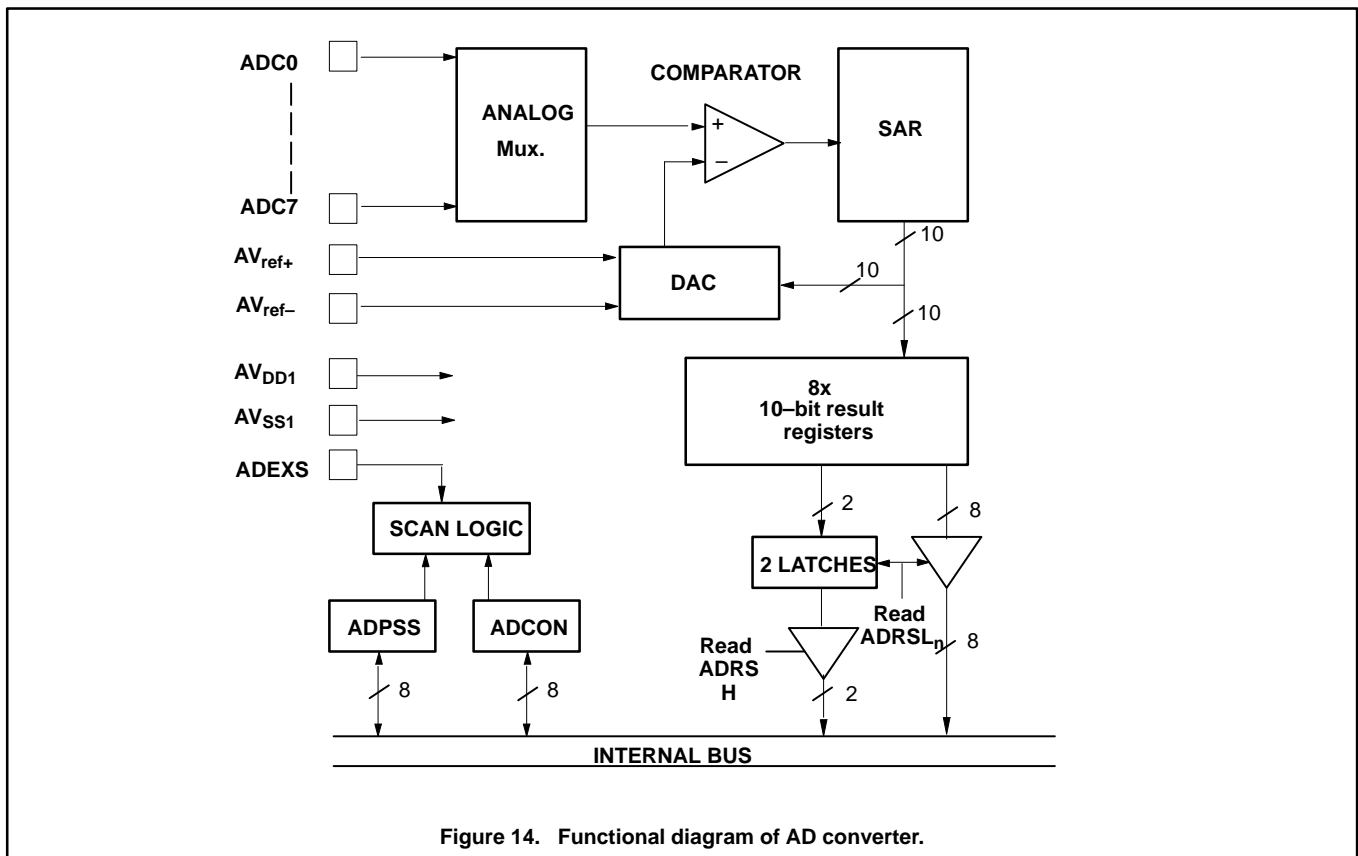 ADC0
ADC7
AVref+
AVref–
AVDD1
AVSS1
ADEXS
ANALOG
Mux.
COMPARATOR
+
–
SAR
10
10
10
DAC
8x
10–bit result
registers
2
8
SCAN LOGIC
2 LATCHES
ADPSS
ADCON
Read
ADRSLn
Read
ADRS
H
8
8
8
2
INTERNAL BUS
Figure 14. Functional diagram of AD converter.